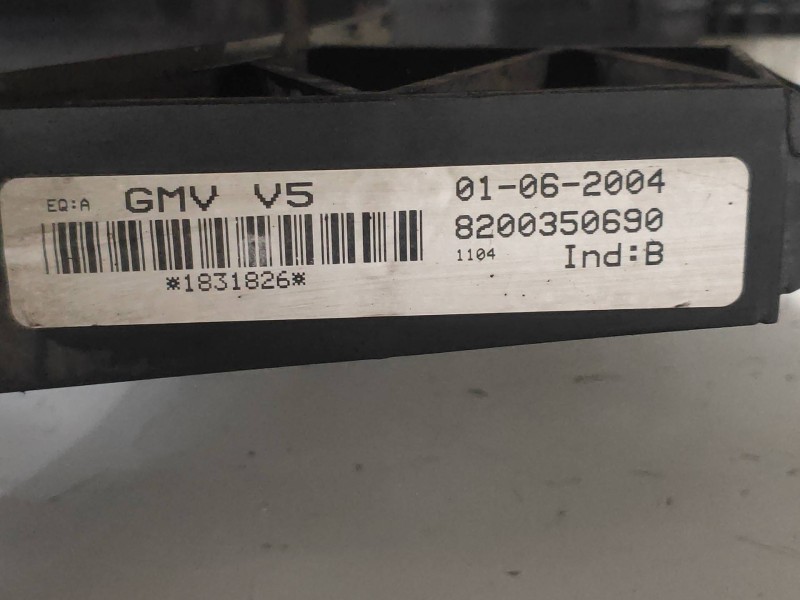 EQ:A GMV V5 01-06-2004
8200350690
1104 Ind:B
*1831826*